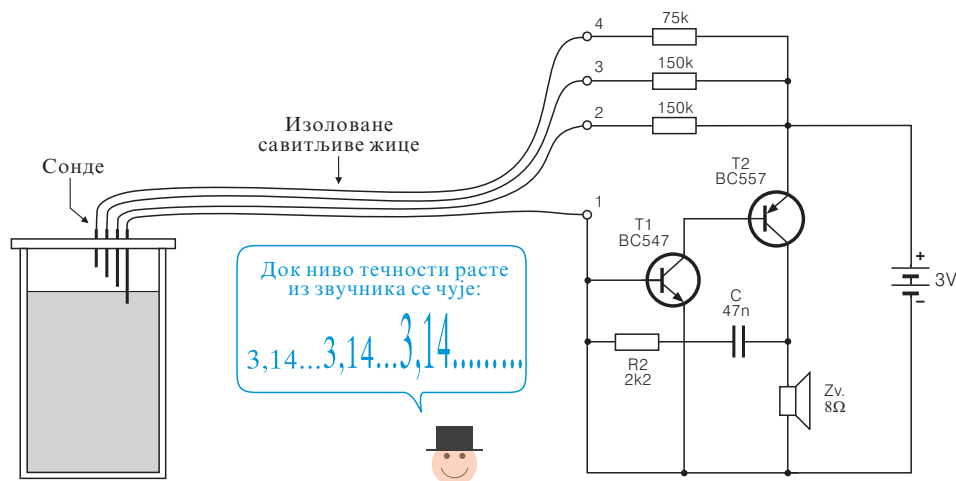 4
75k
3
150k
2
150k
Изоловане
савитљиве жице
Сонде
1
T2
BC557
T1
BC547
Док ниво течности расте
из звучника се чује:
3,14...3,14...3,14.........
C
47n
+
3V
−
R2
2k2
Zv.
8Ω